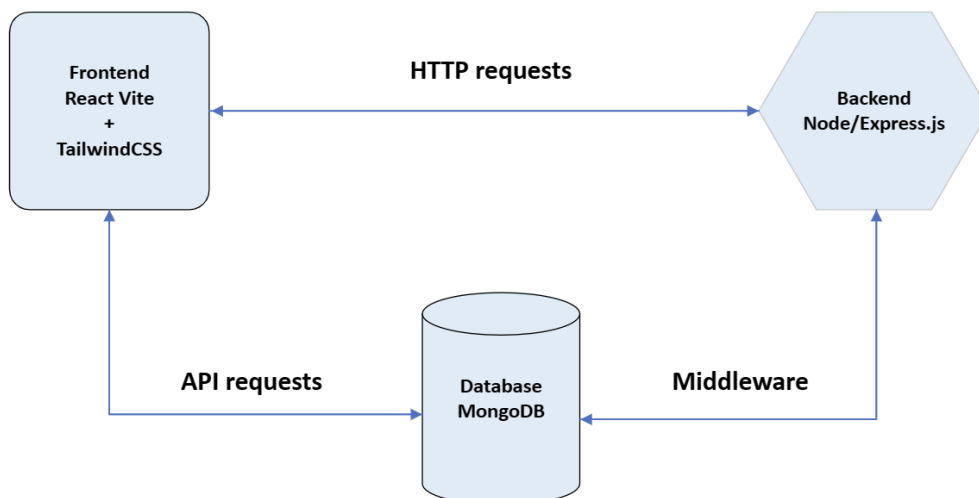 Frontend
React Vite
+
TailwindCSS
HTTP requests
Backend
Node/Express.js
API requests
Database
MongoDB
Middleware